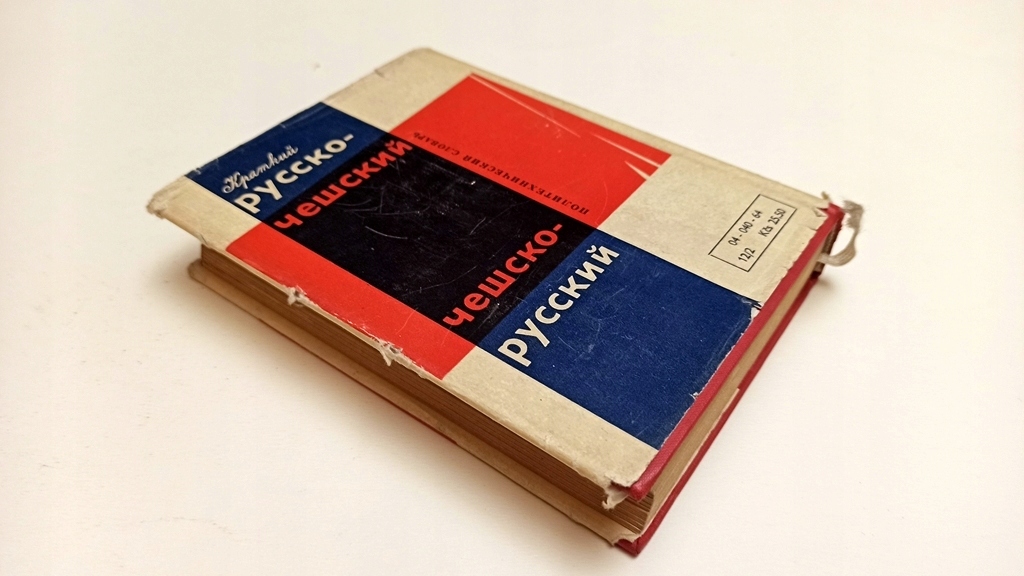 Краткий
русско-
чешский
политехнический словарь
чешско-
русский
04 - 040 - 64
12/2 Kčs 25,50